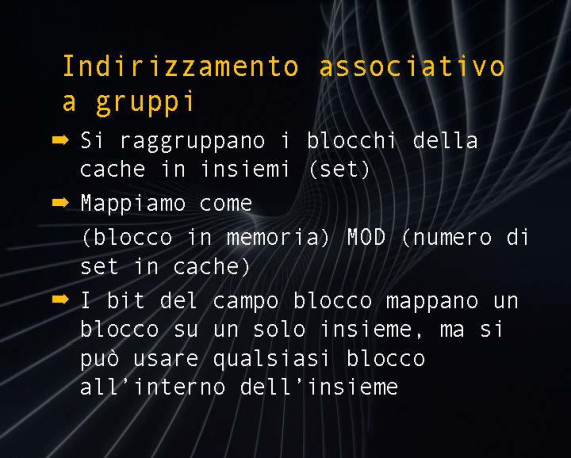 Indirizzamento associativo
a gruppi
➡ Si raggruppano i blocchi della
cache in insiemi (set)
➡ Mappiamo come
(blocco in memoria) MOD (numero di
set in cache)
➡ I bit del campo blocco mappano un
blocco su un solo insieme, ma si
può usare qualsiasi blocco
all’interno dell’insieme